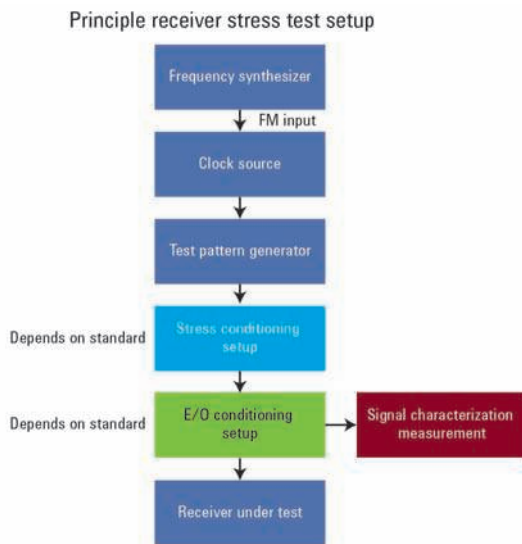 Principle receiver stress test setup
Frequency synthesizer
FM input
Clock source
Test pattern generator
Depends on standard
Stress conditioning
setup
Depends on standard
E/O conditioning
setup
Signal characterization
measurement
Receiver under test